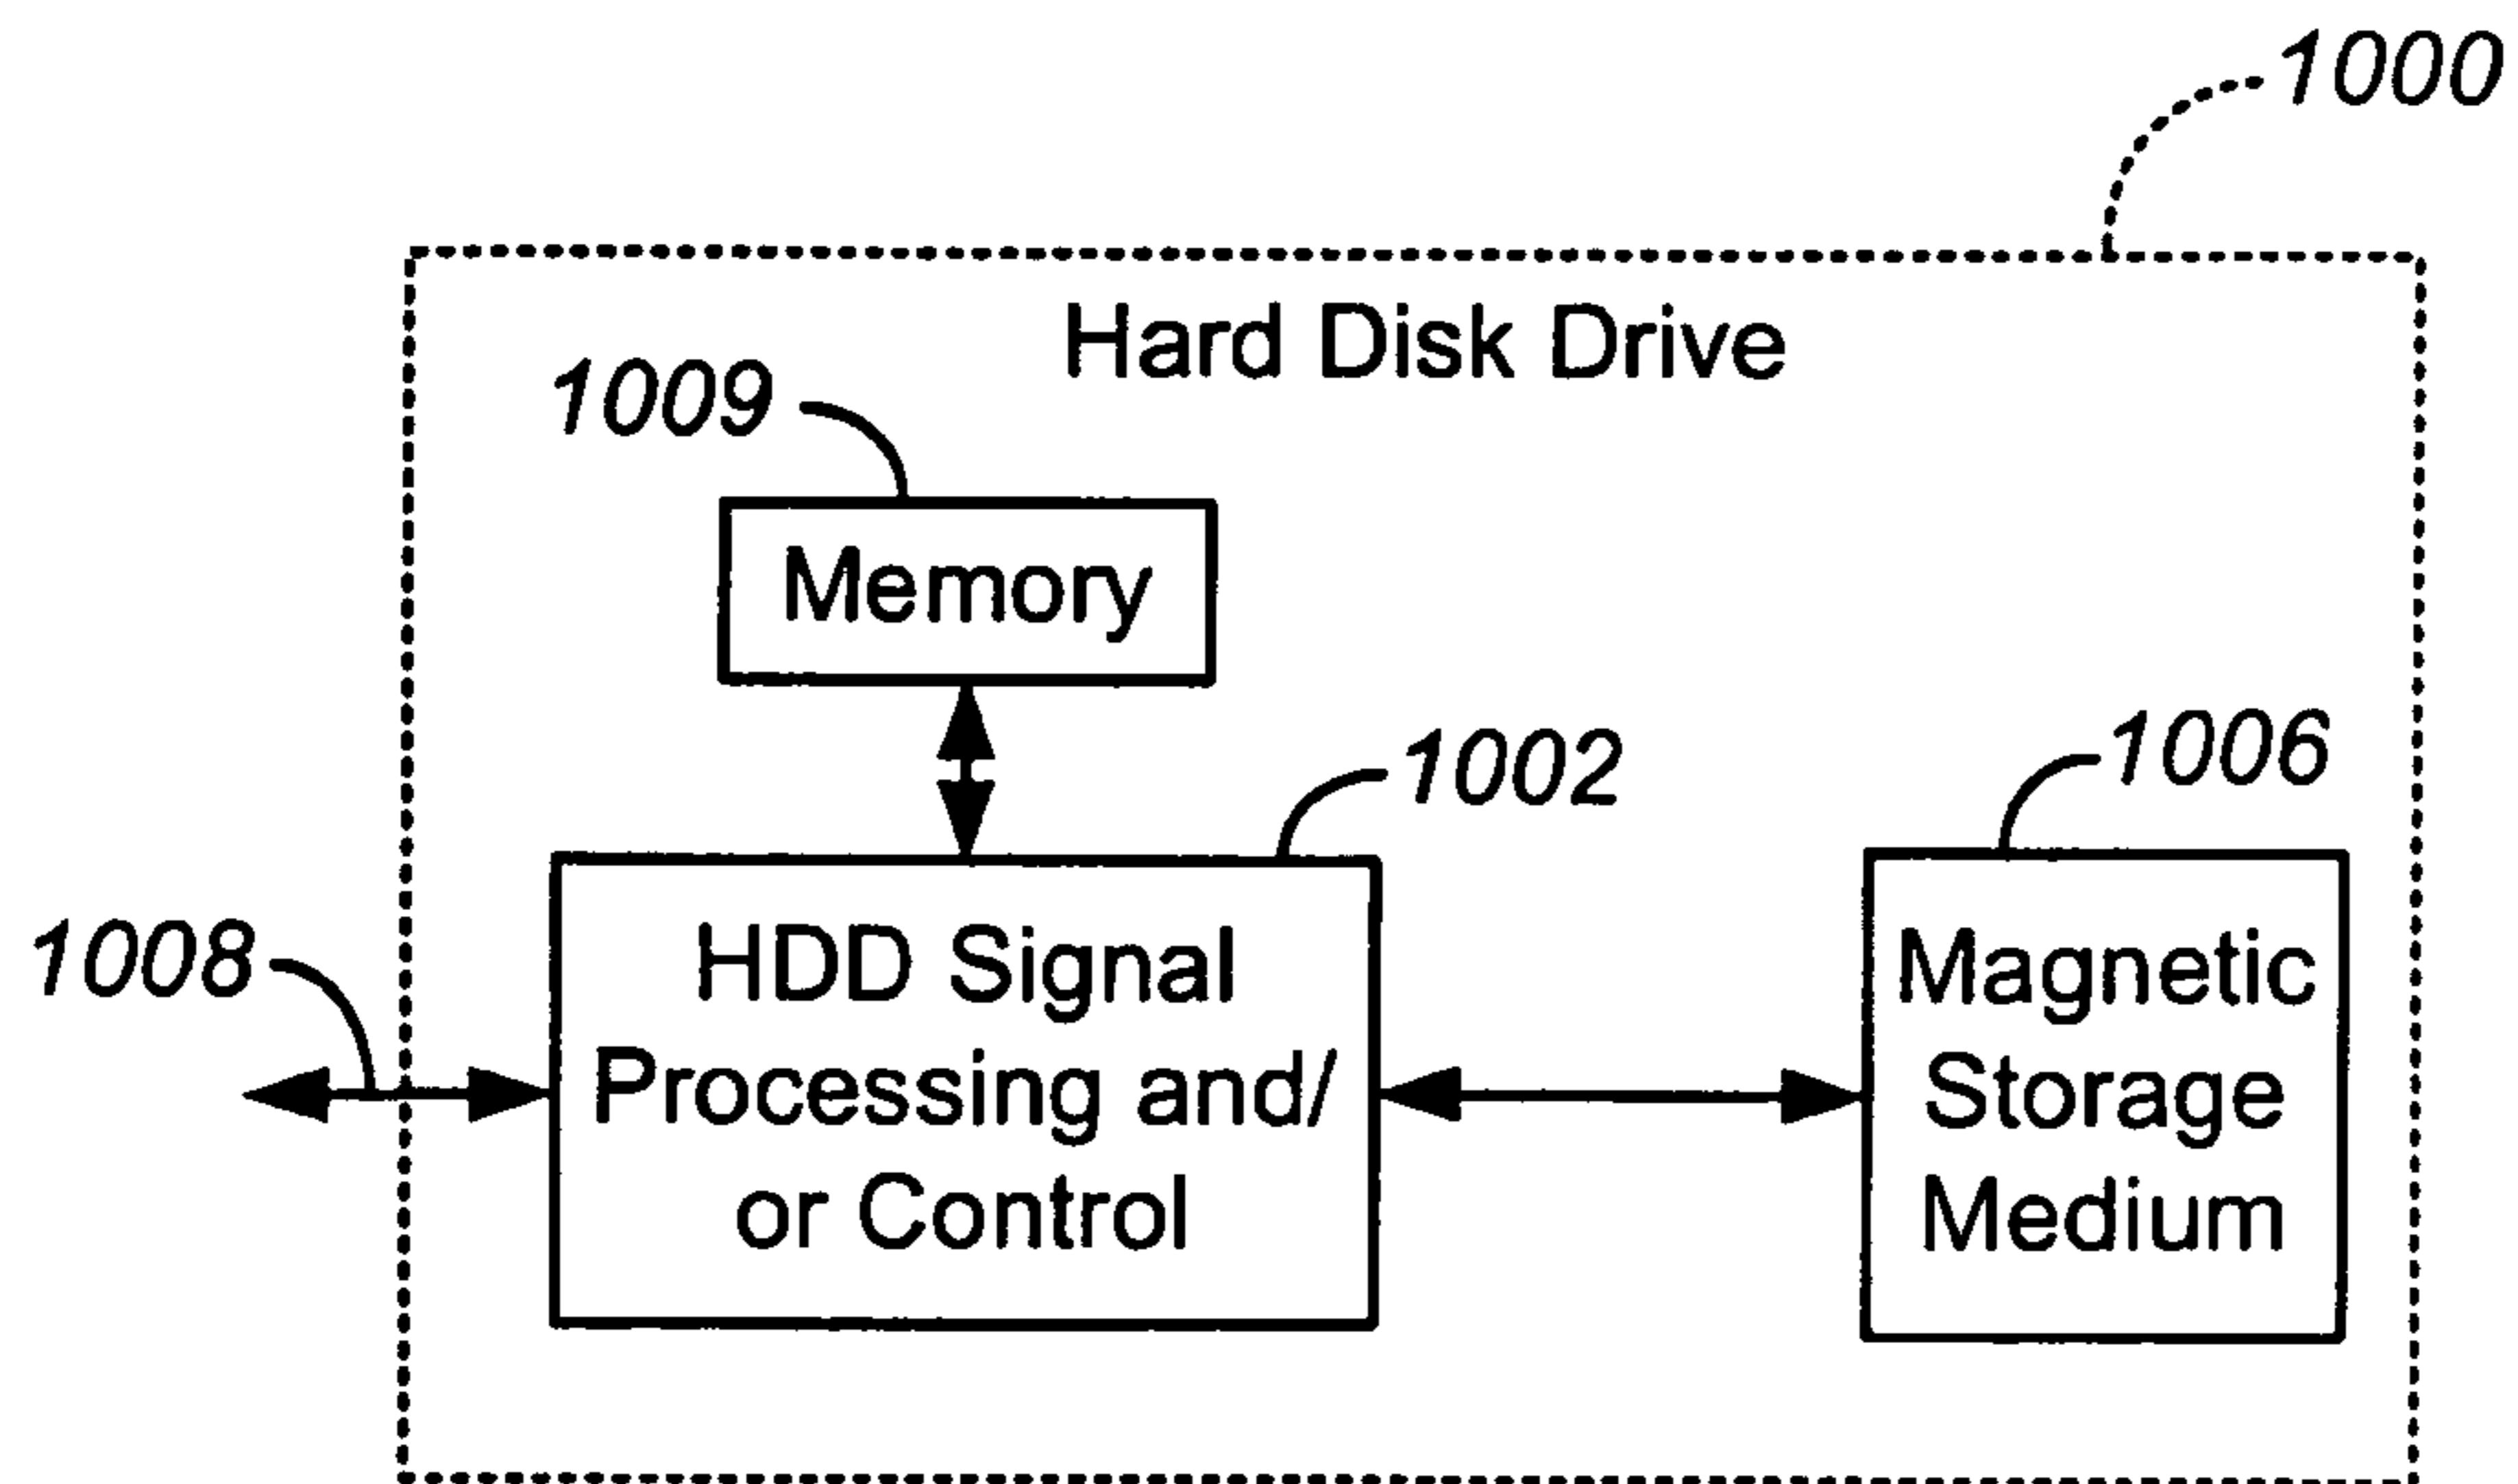 1000
Hard Disk Drive
1009
Memory
1002
1006
1008
HDD Signal
Processing and/
or Control
Magnetic
Storage
Medium